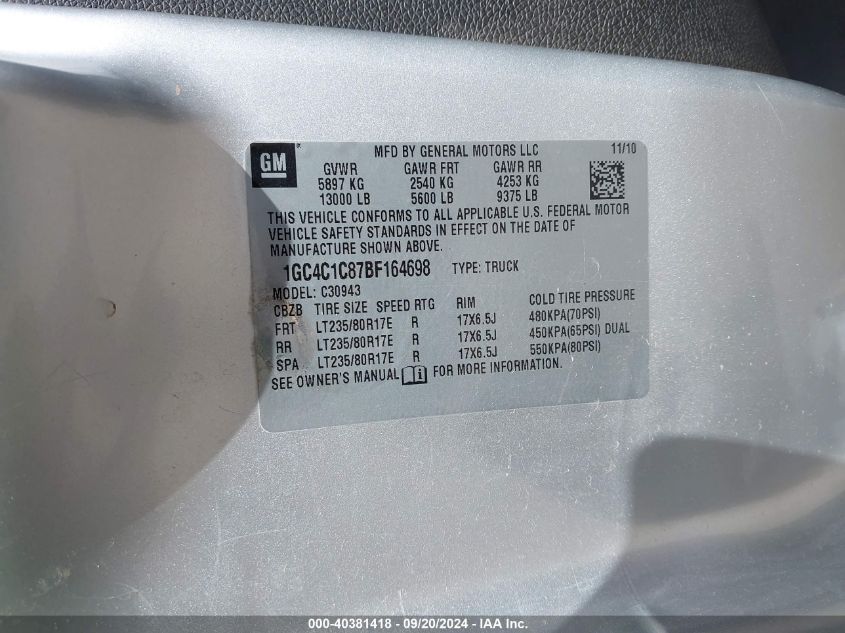 GM ® MFD BY GENERAL MOTORS LLC 11/10
GVWR GAWR FRT GAWR RR
5897 KG 2540 KG 4253 KG
13000 LB 5600 LB 9375 LB
THIS VEHICLE CONFORMS TO ALL APPLICABLE U.S. FEDERAL MOTOR
VEHICLE SAFETY STANDARDS IN EFFECT ON THE DATE OF
MANUFACTURE SHOWN ABOVE.
1GC4C1C87BF164698 TYPE: TRUCK
MODEL: C30943
CBZB TIRE SIZE SPEED RTG RIM COLD TIRE PRESSURE
FRT LT235/80R17E R 17X6.5J 480KPA(70PSI)
RR LT235/80R17E R 17X6.5J 450KPA(65PSI) DUAL
SPA LT235/80R17E R 17X6.5J 550KPA(80PSI)
SEE OWNER'S MANUAL i FOR MORE INFORMATION.
000-40381418 - 09/20/2024 - IAA Inc.